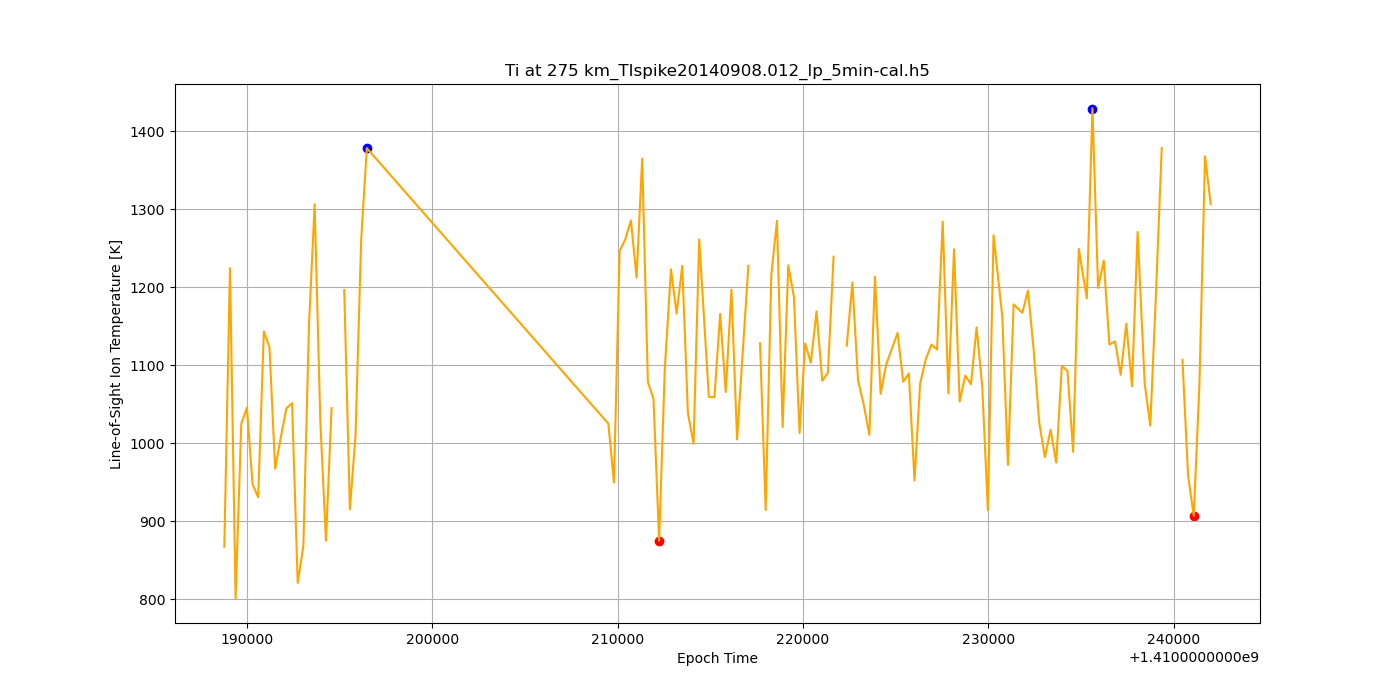 Ti at 275 km_TIspike20140908.012_lp_5min-cal.h5
Line-of-Sight Ion Temperature [K]
1400
1300
1200
1100
1000
900
800
190000 200000 210000 220000 230000 240000
Epoch Time
+1.4100000000e9